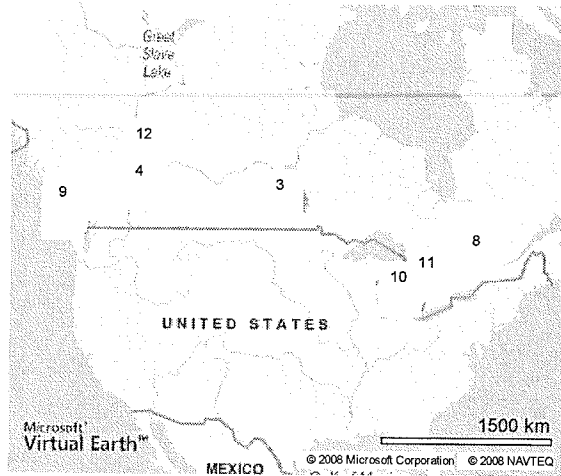 Great
Slave
Lake
12
4
3
9
8
11
10
UNITED STATES
1500 km
Microsoft®
Virtual Earth™
© 2008 Microsoft Corporation © 2008 NAVTEQ
MEXICO